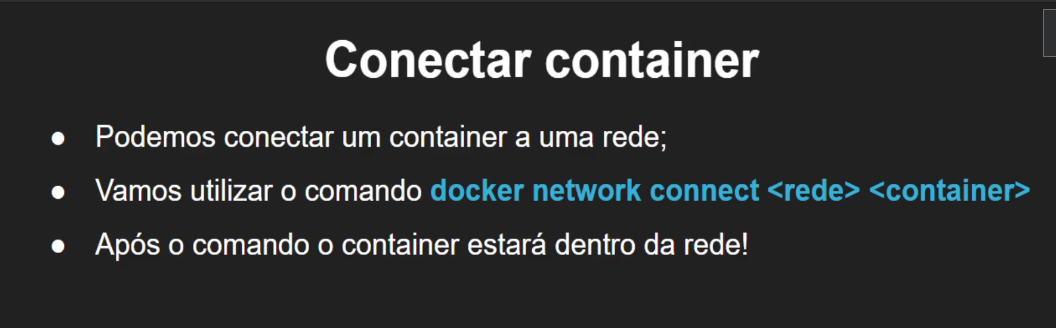 Conectar container
● Podemos conectar um container a uma rede;
● Vamos utilizar o comando docker network connect <rede> <container>
● Após o comando o container estará dentro da rede!